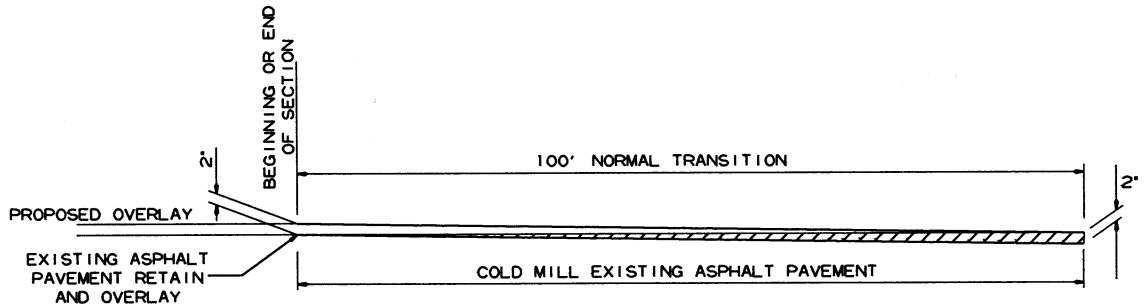 BEGINNING OR END
OF SECTION
2"
100' NORMAL TRANSITION
2"
PROPOSED OVERLAY
EXISTING ASPHALT
PAVEMENT RETAIN
AND OVERLAY
COLD MILL EXISTING ASPHALT PAVEMENT